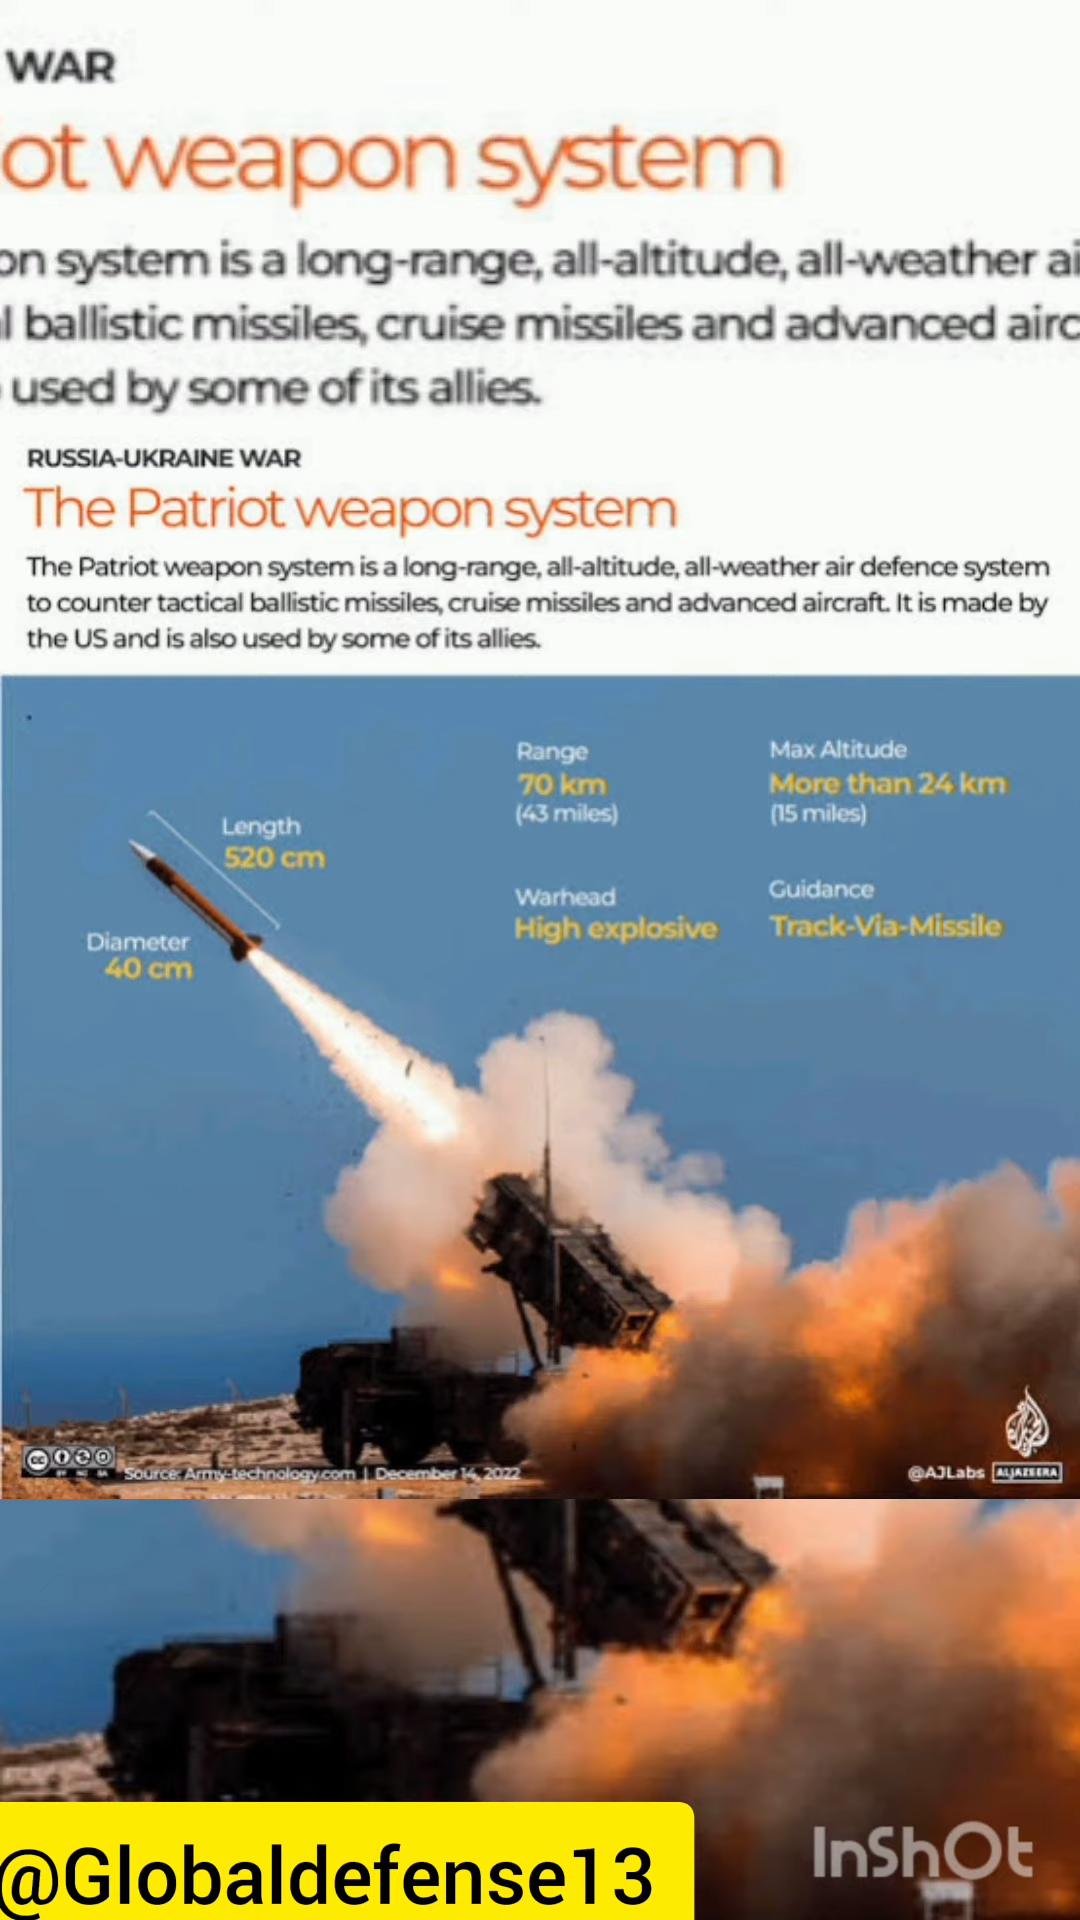 WAR
ot weapon system
on system is a long-range, all-altitude, all-weather ai
l ballistic missiles, cruise missiles and advanced airc
used by some of its allies.
RUSSIA-UKRAINE WAR
The Patriot weapon system
The Patriot weapon system is a long-range, all-altitude, all-weather air defence system
to counter tactical ballistic missiles, cruise missiles and advanced aircraft. It is made by
the US and is also used by some of its allies.
Range
70 km
(43 miles)
Max Altitude
More than 24 km
(15 miles)
Length
520 cm
Warhead
High explosive
Guidance
Track-Via-Missile
Diameter
40 cm
cc
BY NC SA
Source: Army-technology.com | December 14, 2022
@AJLabs ALJAZEERA
@Globaldefense13
InShOt